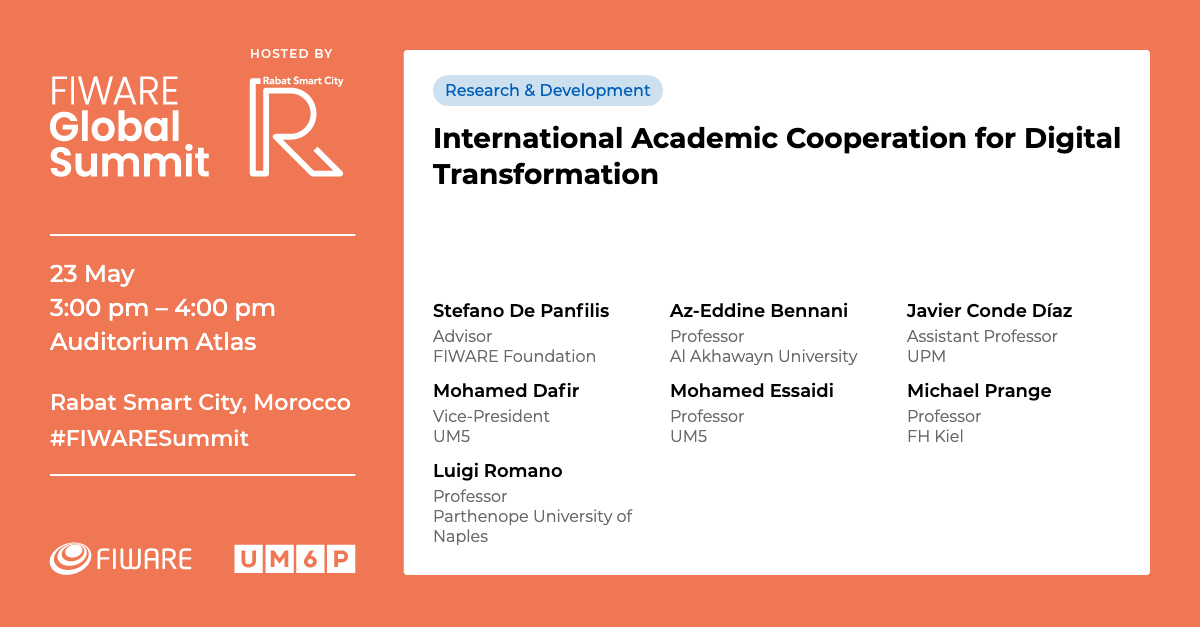 HOSTED BY
FIWARE
Global
Summit
Rabat Smart City
R
23 May
3:00 pm – 4:00 pm
Auditorium Atlas
Rabat Smart City, Morocco
#FIWARESummit
FIWARE
UM6P
Research & Development
International Academic Cooperation for Digital
Transformation
Stefano De Panfilis
Advisor
FIWARE Foundation
Az-Eddine Bennani
Professor
Al Akhawayn University
Javier Conde Díaz
Assistant Professor
UPM
Mohamed Dafir
Vice-President
UM5
Mohamed Essaidi
Professor
UM5
Michael Prange
Professor
FH Kiel
Luigi Romano
Professor
Parthenope University of
Naples